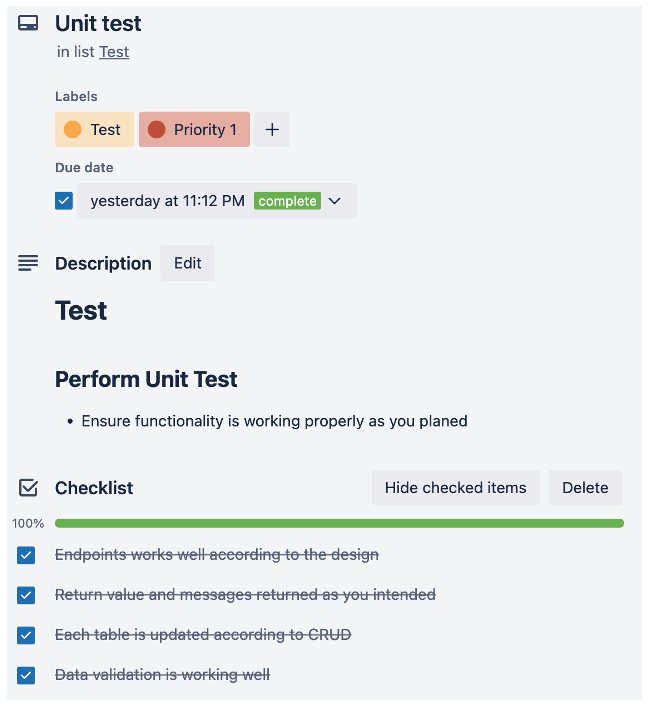 Unit test
in list Test
Labels
Test Priority 1 +
Due date
yesterday at 11:12 PM complete
Description Edit
Test
Perform Unit Test
• Ensure functionality is working properly as you planed
Checklist Hide checked items Delete
100%
Endpoints works well according to the design
Return value and messages returned as you intended
Each table is updated according to CRUD
Data validation is working well